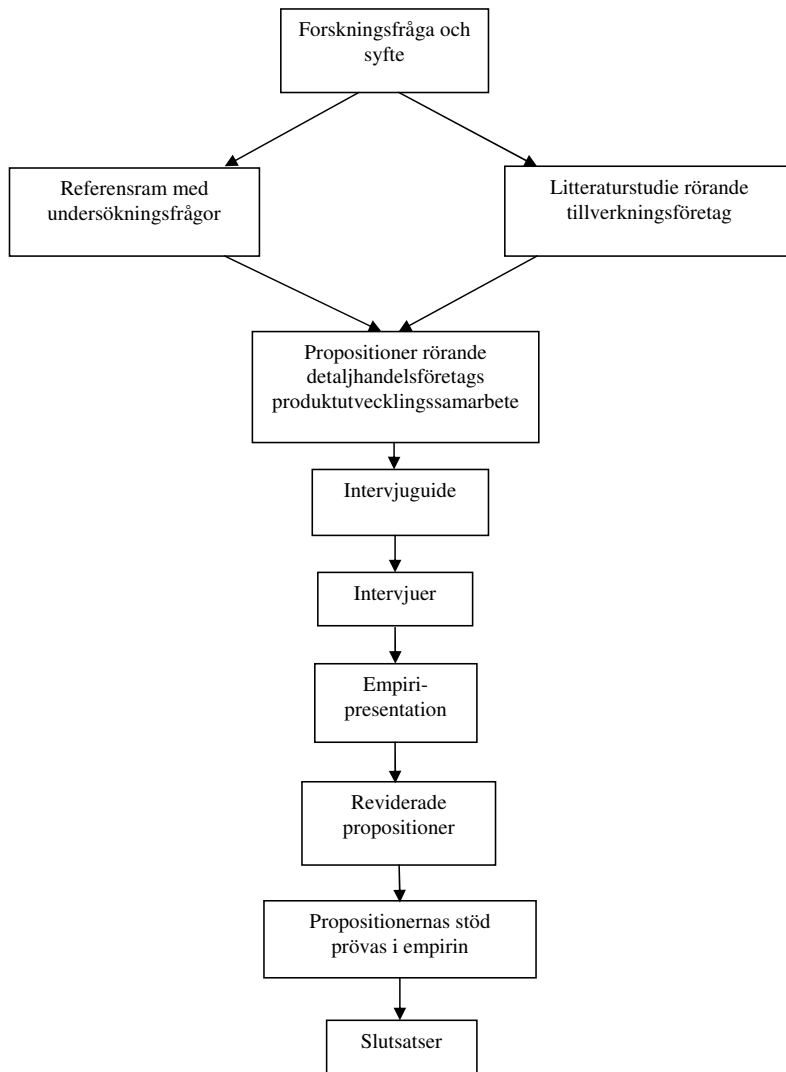 Forskningsfråga och
syfte
Referensram med
undersökningsfrågor
Litteraturstudie rörande
tillverkningsföretag
Propositioner rörande
detaljhandelsföretags
produktutvecklingssamarbete
Intervjuguide
Intervjuer
Empiri-
presentation
Reviderade
propositioner
Propositionernas stöd
prövas i empirin
Slutsatser